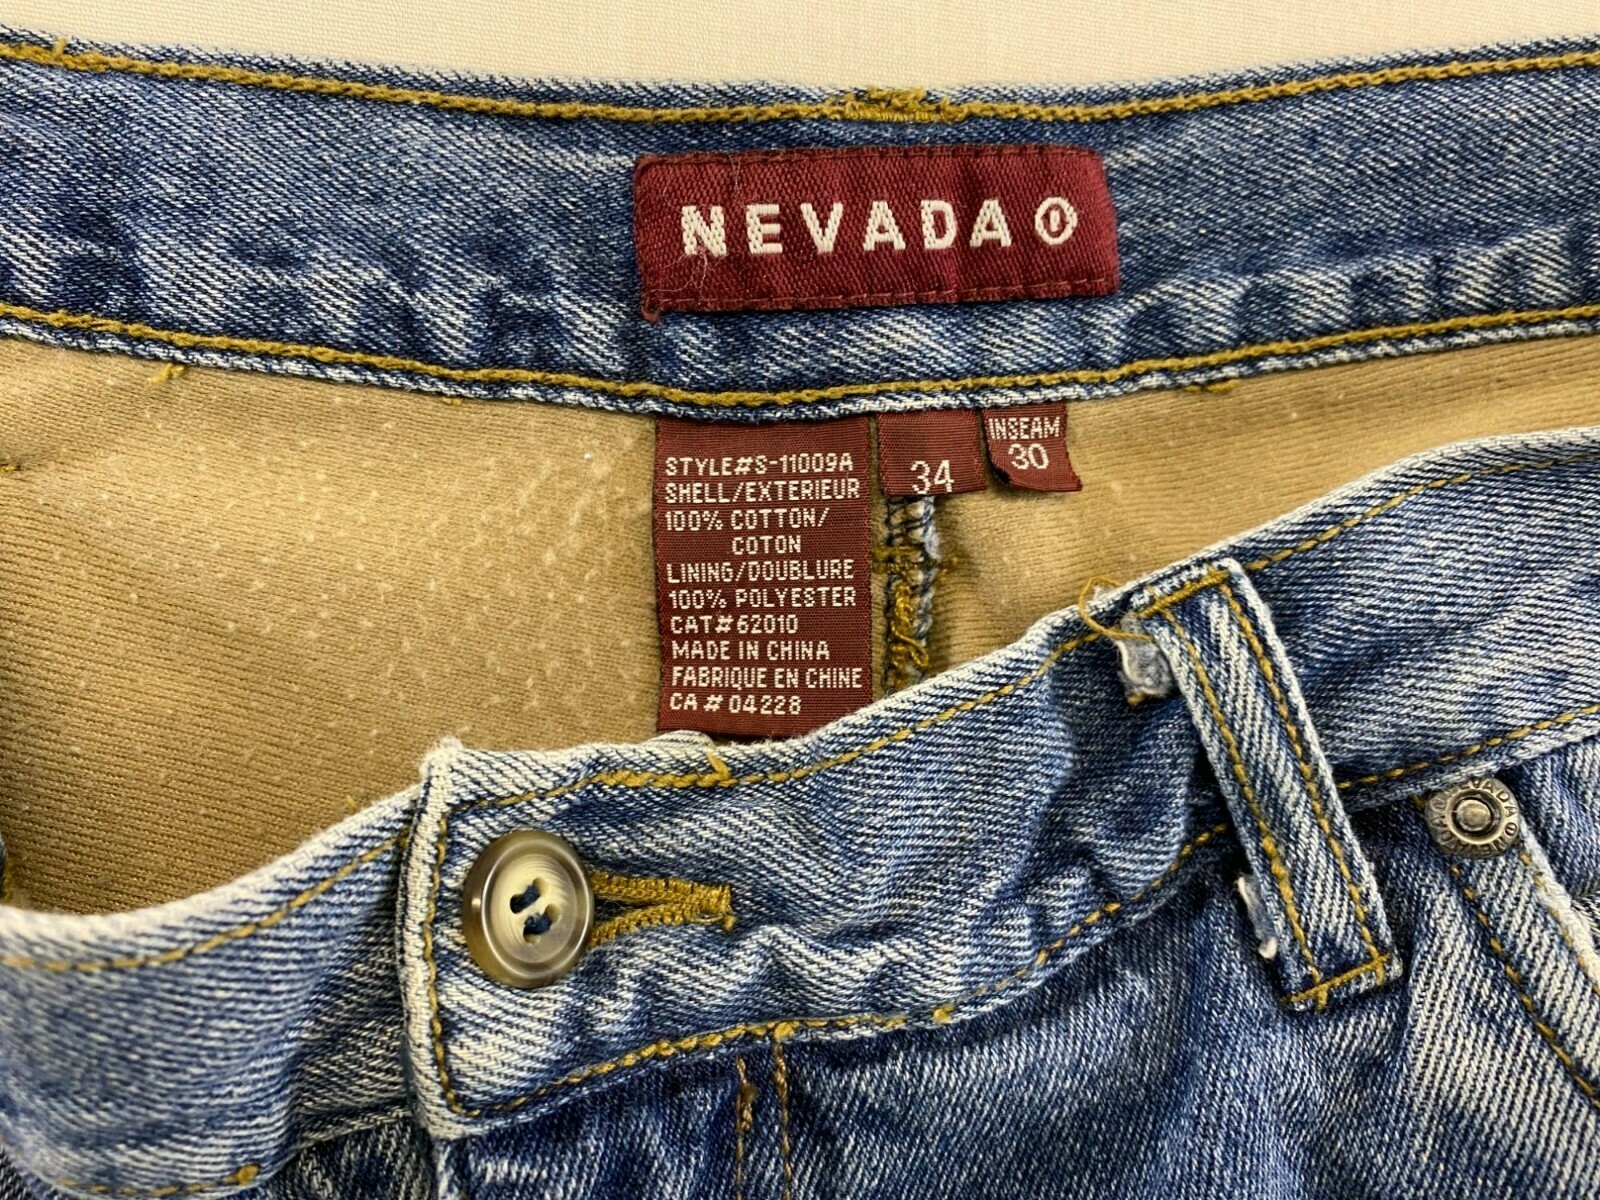 NEVADA
STYLE#S-11009A
SHELL/EXTERIEUR
100% COTTON/
COTON
LINING/DOUBLURE
100% POLYESTER
CAT#62010
MADE IN CHINA
FABRIQUE EN CHINE
CA # 04228
34
INSEAM
30